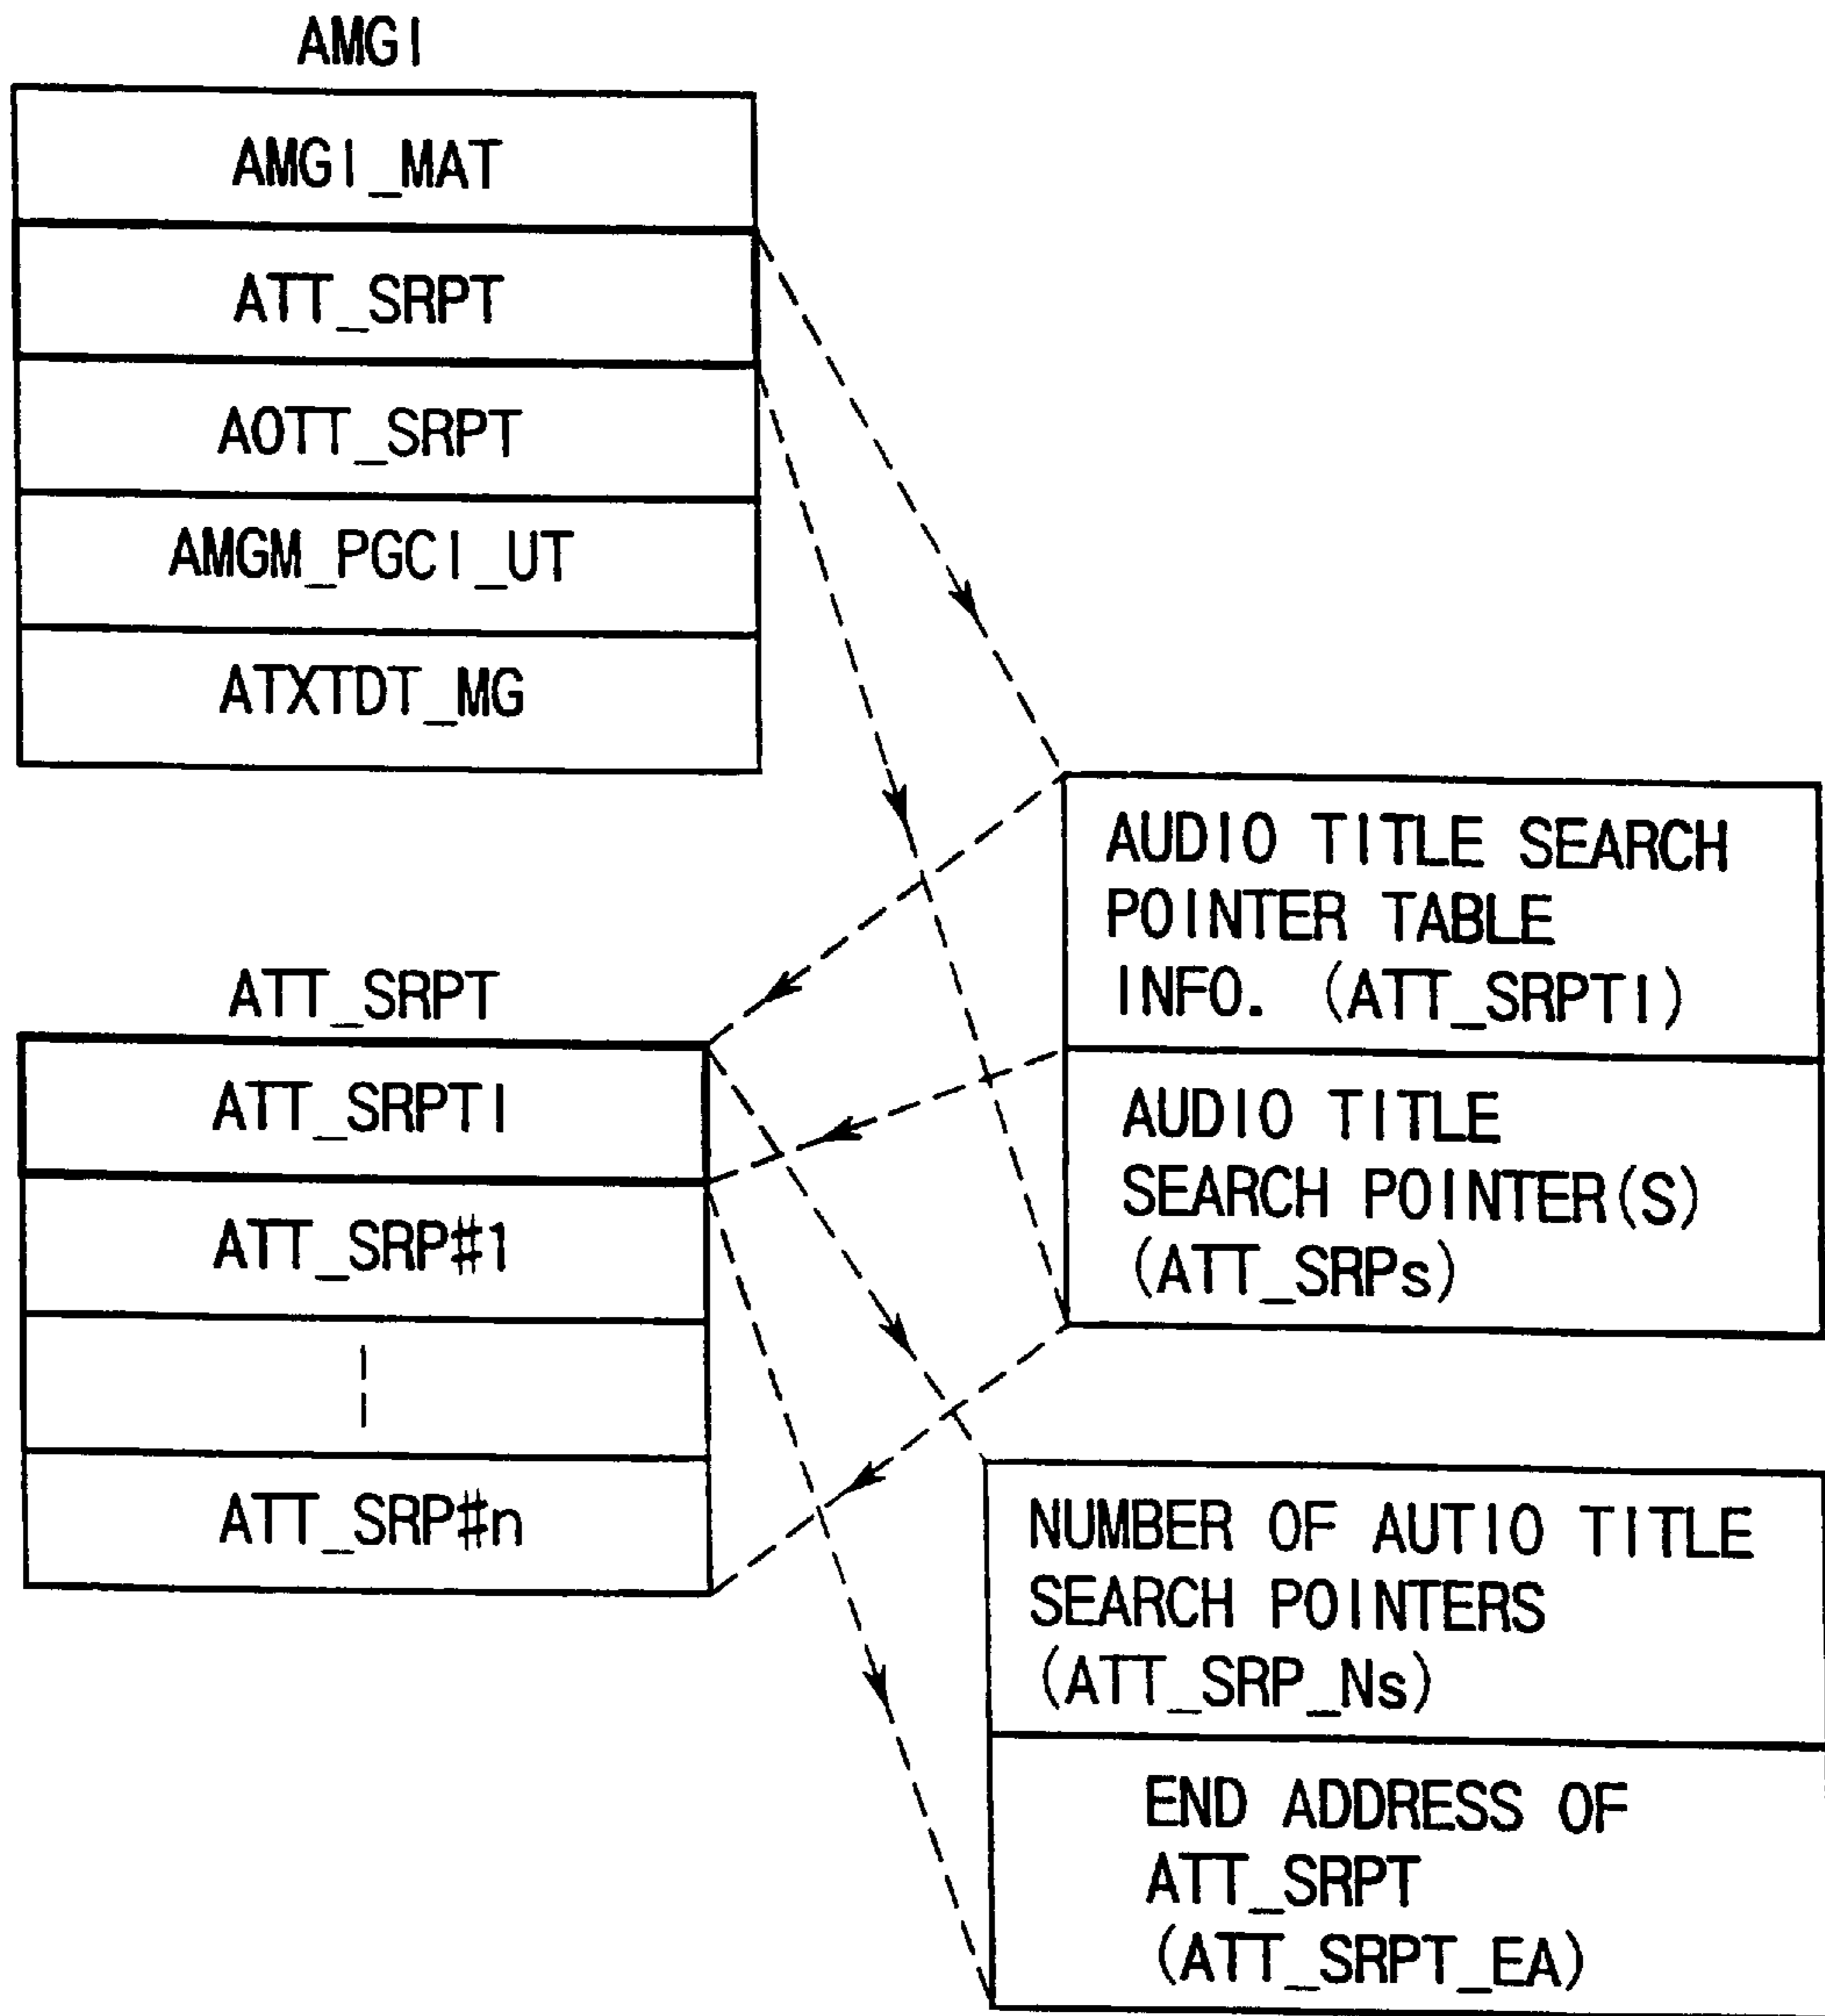 AMGI
AMGI_MAT
ATT_SRPT
AOTT_SRPT
AMGM_PGCI_UT
ATXTDT_MG
AUDIO TITLE SEARCH
POINTER TABLE
INFO. (ATT_SRPTI)
AUDIO TITLE
SEARCH POINTER(S)
(ATT_SRPs)
ATT_SRPT
ATT_SRPTI
ATT_SRP#1
ATT_SRP#n
NUMBER OF AUTIO TITLE
SEARCH POINTERS
(ATT_SRP_Ns)
END ADDRESS OF
ATT_SRPT
(ATT_SRPT_EA)